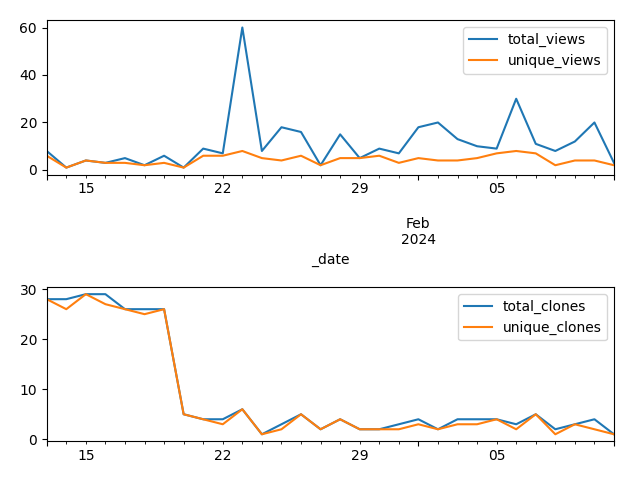 60
40
20
0
total_views
unique_views
15
22
29
05
Feb
2024
_date
30
20
10
0
total_clones
unique_clones
15
22
29
05